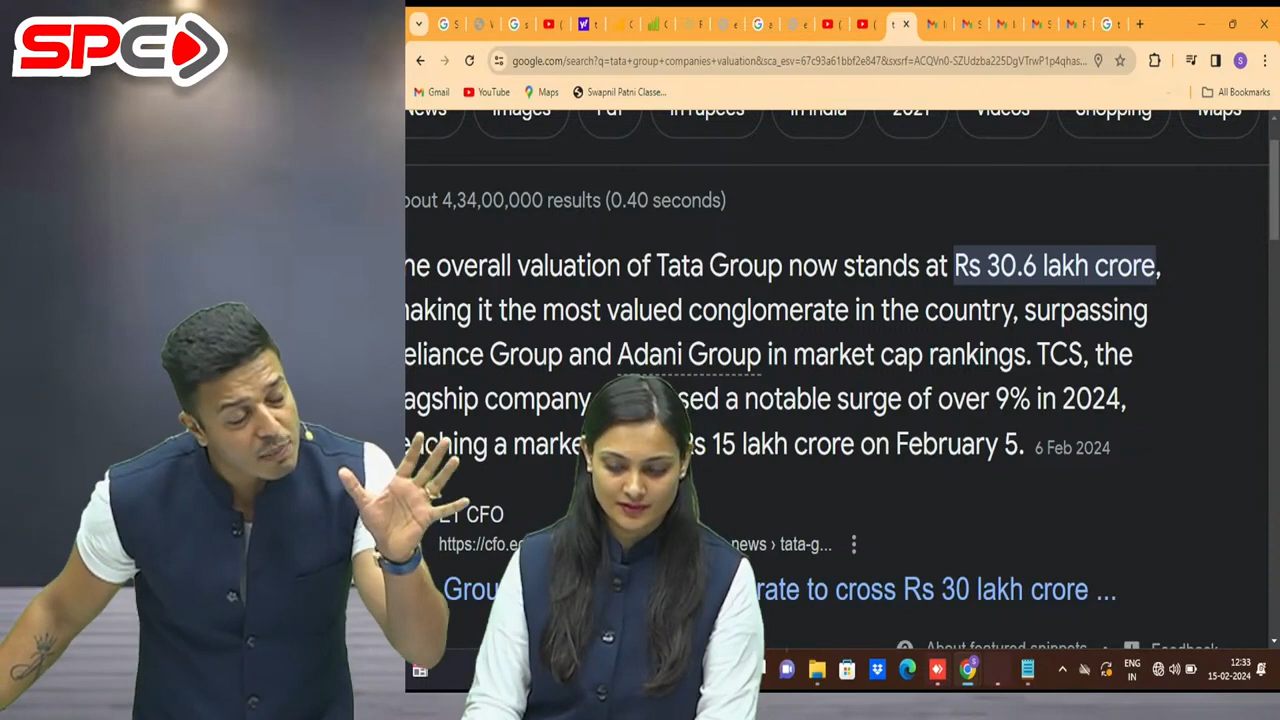 SPC
google.com/search?q=tata+group+companies+valuation&sca_esv=67c93a61bbf2e847&sxsrf=ACQVn0-SZUdzba225DgVTrwP1p4qhas...
Gmail YouTube Maps Swapnil Patni Classe... All Bookmarks
News Images Pdf In rupees In india 2021 Videos Shopping Maps
bout 4,34,00,000 results (0.40 seconds)
he overall valuation of Tata Group now stands at Rs 30.6 lakh crore,
naking it the most valued conglomerate in the country, surpassing
eliance Group and Adani Group in market cap rankings. TCS, the
agship company sed a notable surge of over 9% in 2024,
ching a marke Rs 15 lakh crore on February 5. 6 Feb 2024
ET CFO
https://cfo.e news › tata-g...
Grou rate to cross Rs 30 lakh crore ...
About featured snippets Feedback
ENG
IN
12:33
15-02-2024